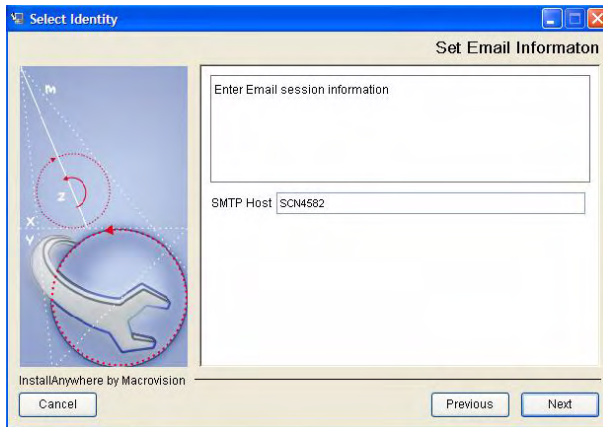 Select Identity
Set Email Informaton
M
Z
X
Y
Enter Email session information
SMTP Host SCN4582
InstallAnywhere by Macrovision
Cancel
Previous
Next